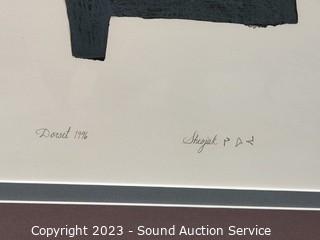 Dorset 1996
Sheojuk ᕈ ᐅ ᔪ
Copyright 2023 - Sound Auction Service